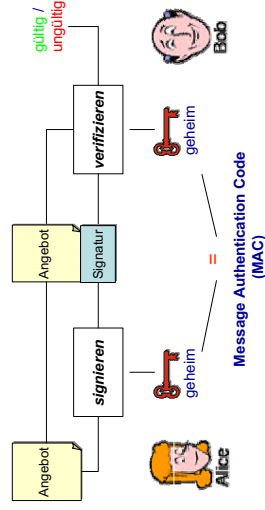 Angebot
signieren
geheim
Alice
Angebot
Signatur
=
Message Authentication Code
(MAC)
verifizieren
geheim
gültig /
ungültig
Bob